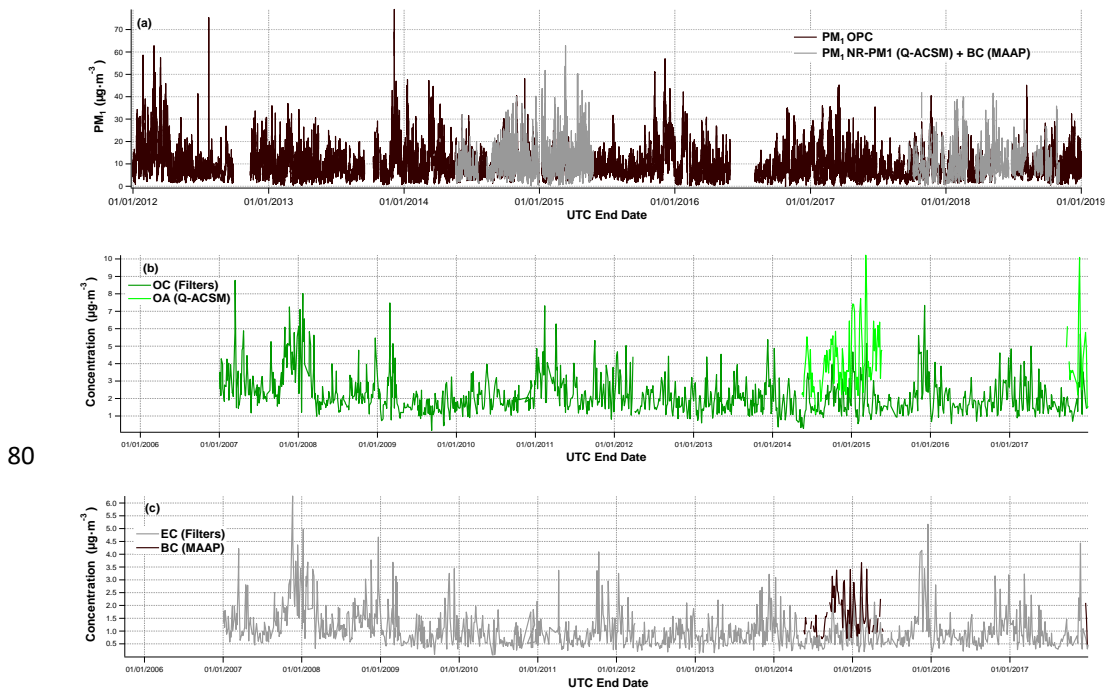 (a)
PM1 OPC
PM1 NR-PM1 (Q-ACSM) + BC (MAAP)
PM1 (µg·m-3)
70
60
50
40
30
20
10
0
01/01/2012 01/01/2013 01/01/2014 01/01/2015 01/01/2016 01/01/2017 01/01/2018 01/01/2019
UTC End Date
(b)
OC (Filters)
OA (Q-ACSM)
Concentration (µg·m-3)
10
9
8
7
6
5
4
3
2
1
01/01/2006 01/01/2007 01/01/2008 01/01/2009 01/01/2010 01/01/2011 01/01/2012 01/01/2013 01/01/2014 01/01/2015 01/01/2016 01/01/2017
UTC End Date
80
(c)
EC (Filters)
BC (MAAP)
Concentration (µg·m-3)
6.0
5.5
5.0
4.5
4.0
3.5
3.0
2.5
2.0
1.5
1.0
0.5
01/01/2006 01/01/2007 01/01/2008 01/01/2009 01/01/2010 01/01/2011 01/01/2012 01/01/2013 01/01/2014 01/01/2015 01/01/2016 01/01/2017
UTC End Date